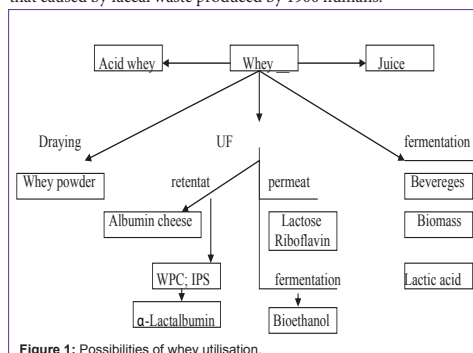 that caused by faecal waste produced by 1900 humans.
Acid whey Whey Juice
Draying UF fermentation
Whey powder retentat permeat Bevereges
Albumin cheese Lactose Biomass
Riboflavin
WPC; IPS fermentation Lactic acid
α-Lactalbumin Bioethanol
Figure 1: Possibilities of whey utilisation.